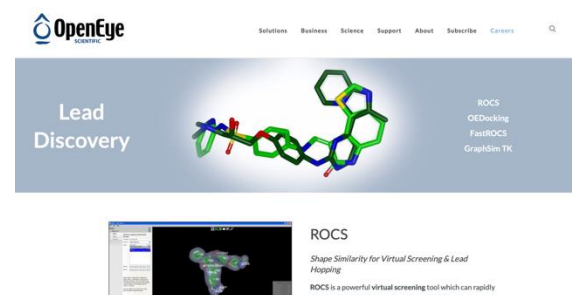 OpenEye
SCIENTIFIC
Solutions Business Science Support About Subscribe Careers
Lead
Discovery
ROCS
OEDocking
FastROCS
GraphSim TK
ROCS
Shape Similarity for Virtual Screening & Lead
Hopping
ROCS is a powerful virtual screening tool which can rapidly